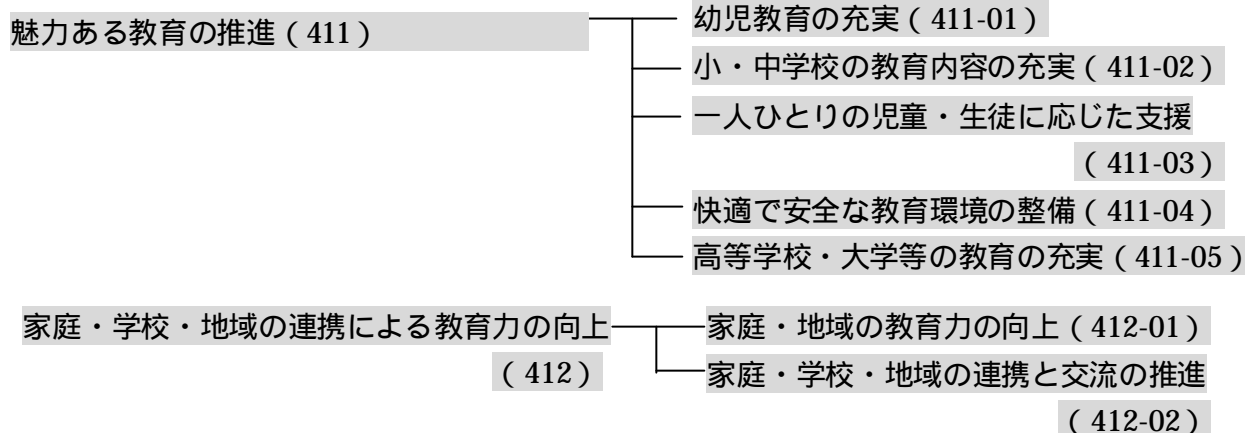 魅力ある教育の推進（411）
幼児教育の充実（411-01）
小・中学校の教育内容の充実（411-02）
一人ひとりの児童・生徒に応じた支援
（411-03）
快適で安全な教育環境の整備（411-04）
高等学校・大学等の教育の充実（411-05）
家庭・学校・地域の連携による教育力の向上
（412）
家庭・地域の教育力の向上（412-01）
家庭・学校・地域の連携と交流の推進
（412-02）